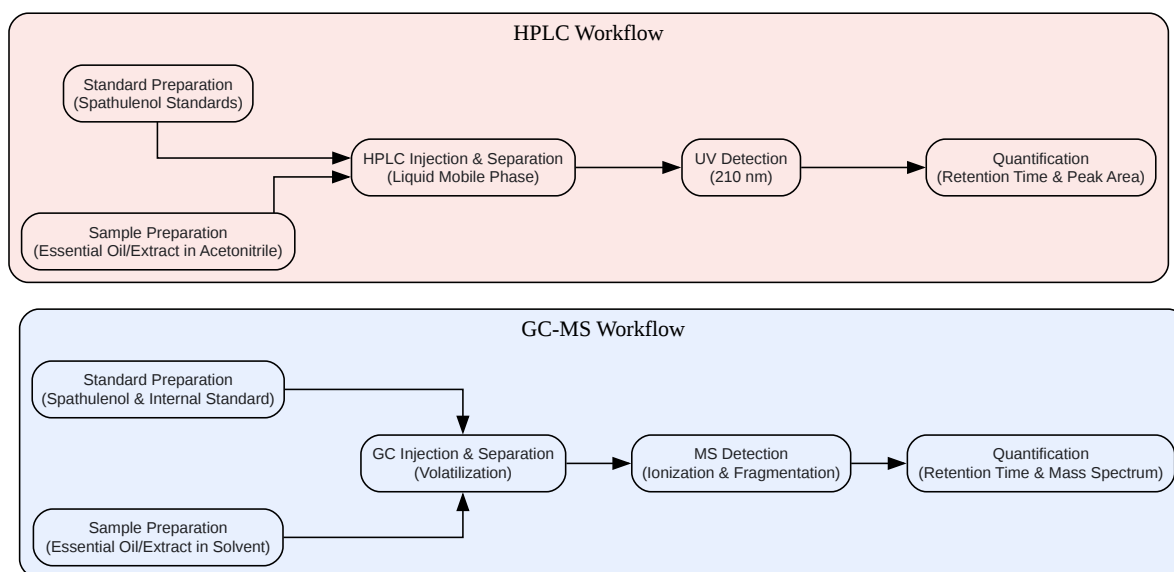 HPLC Workflow
Standard Preparation
(Spathulenol Standards)
HPLC Injection & Separation
(Liquid Mobile Phase)
UV Detection
(210 nm)
Quantification
(Retention Time & Peak Area)
Sample Preparation
(Essential Oil/Extract in Acetonitrile)
GC-MS Workflow
Standard Preparation
(Spathulenol & Internal Standard)
GC Injection & Separation
(Volatilization)
MS Detection
(Ionization & Fragmentation)
Quantification
(Retention Time & Mass Spectrum)
Sample Preparation
(Essential Oil/Extract in Solvent)